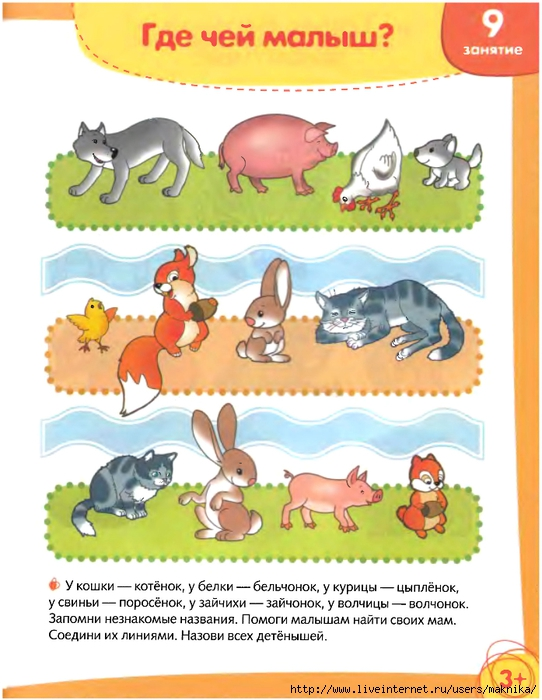 Где чей малыш?
9
занятие
У кошки — котёнок, у белки — бельчонок, у курицы — цыплёнок,
у свиньи — поросёнок, у зайчихи — зайчонок, у волчицы — волчонок.
Запомни незнакомые названия. Помоги малышам найти своих мам.
Соедини их линиями. Назови всех детёнышей.
3+
http://www.liveinternet.ru/users/maknika/